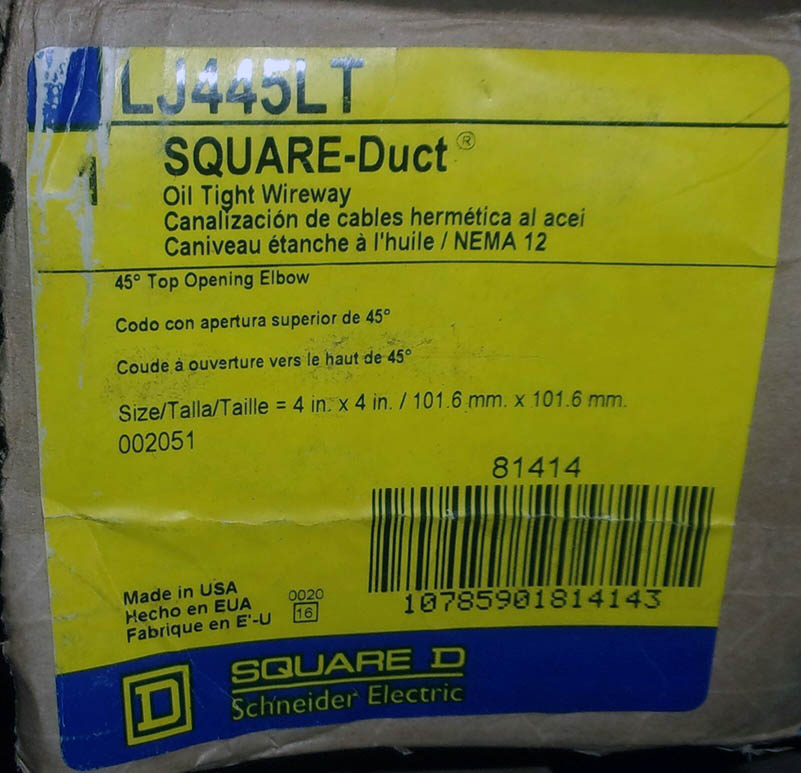 LJ445LT
1
SQUARE-Duct®
Oil Tight Wireway
Canalización de cables hermética al acei
Caniveau étanche à l'huile / NEMA 12
45° Top Opening Elbow
Codo con apertura superior de 45°
Coude à ouverture vers le haut de 45°
Size/Talla/Taille = 4 in. x 4 in. / 101.6 mm. x 101.6 mm.
002051
81414
10785901814143
Made in USA
Hecho en EUA
Fabrique en E'-U
0020
16
D
SQUARE D
Schneider Electric